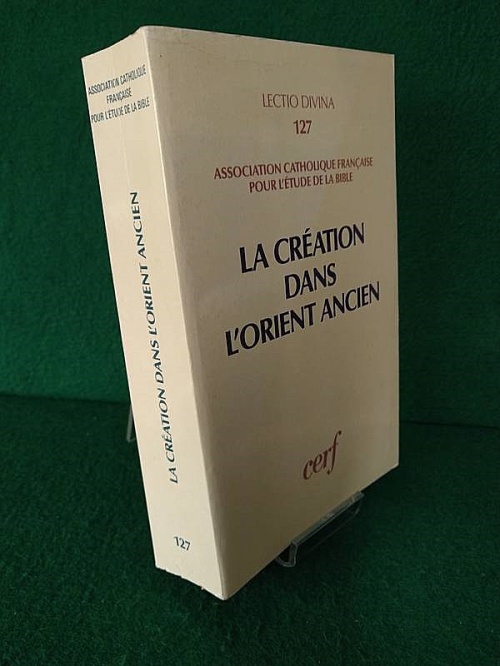 ASSOCIATION CATHOLIQUE
FRANÇAISE
POUR L'ÉTUDE DE LA BIBLE
LA CRÉATION DANS L'ORIENT ANCIEN
127
LECTIO DIVINA
127
ASSOCIATION CATHOLIQUE FRANÇAISE
POUR L'ÉTUDE DE LA BIBLE
LA CRÉATION
DANS
L'ORIENT ANCIEN
cerf